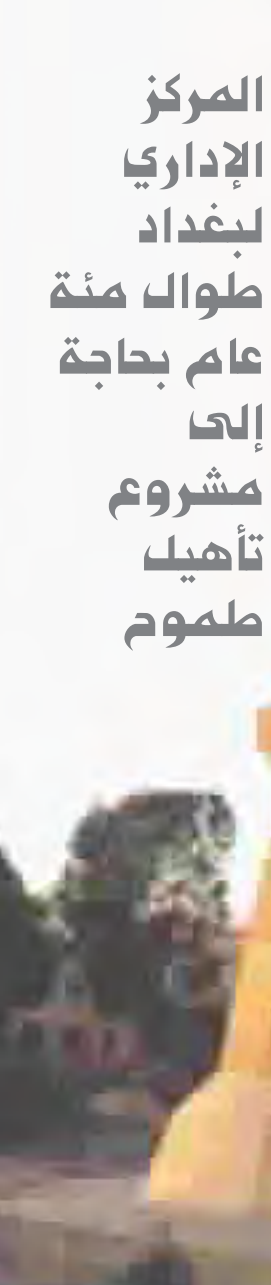 المركز
الإداري
لبغداد
طوال مئة
عام بحاجة
إلى
مشروع
تأهيل
طموح